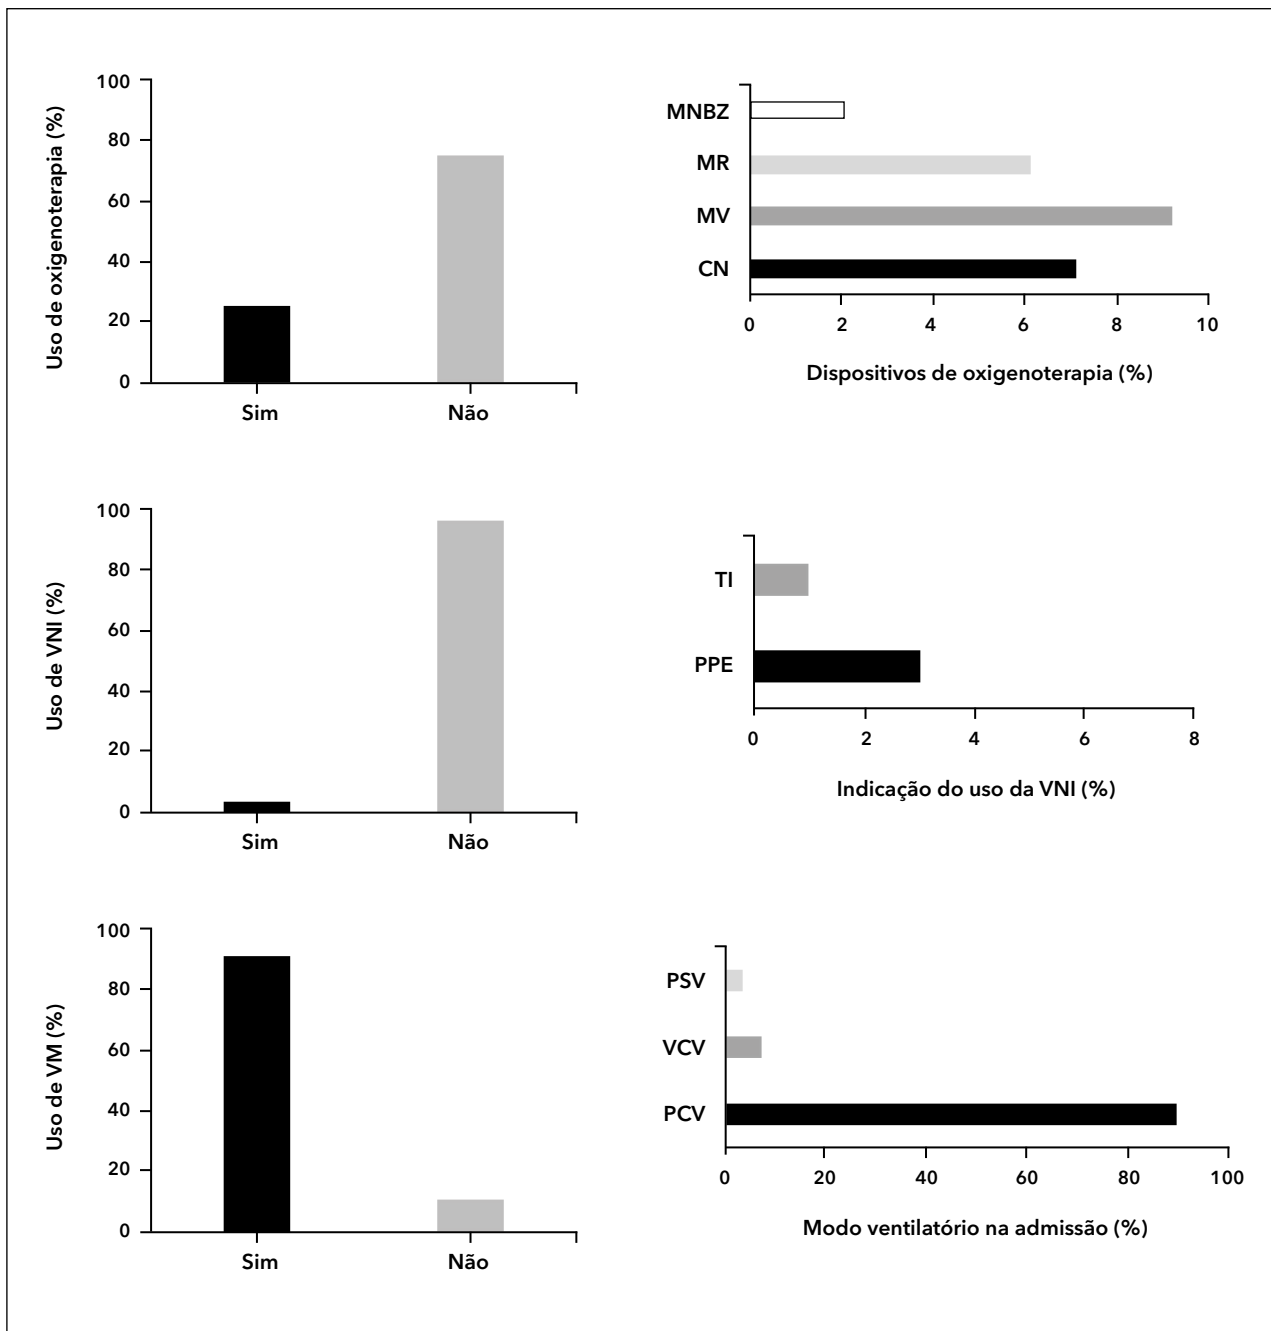 Uso de oxigenoterapia (%)
100
80
60
40
20
0
Sim Não
MNBZ
MR
MV
CN
0 2 4 6 8 10
Dispositivos de oxigenoterapia (%)
Uso de VNI (%)
100
80
60
40
20
0
Sim Não
TI
PPE
0 2 4 6 8
Indicação do uso da VNI (%)
Uso de VM (%)
100
80
60
40
20
0
Sim Não
PSV
VCV
PCV
0 20 40 60 80 100
Modo ventilatório na admissão (%)